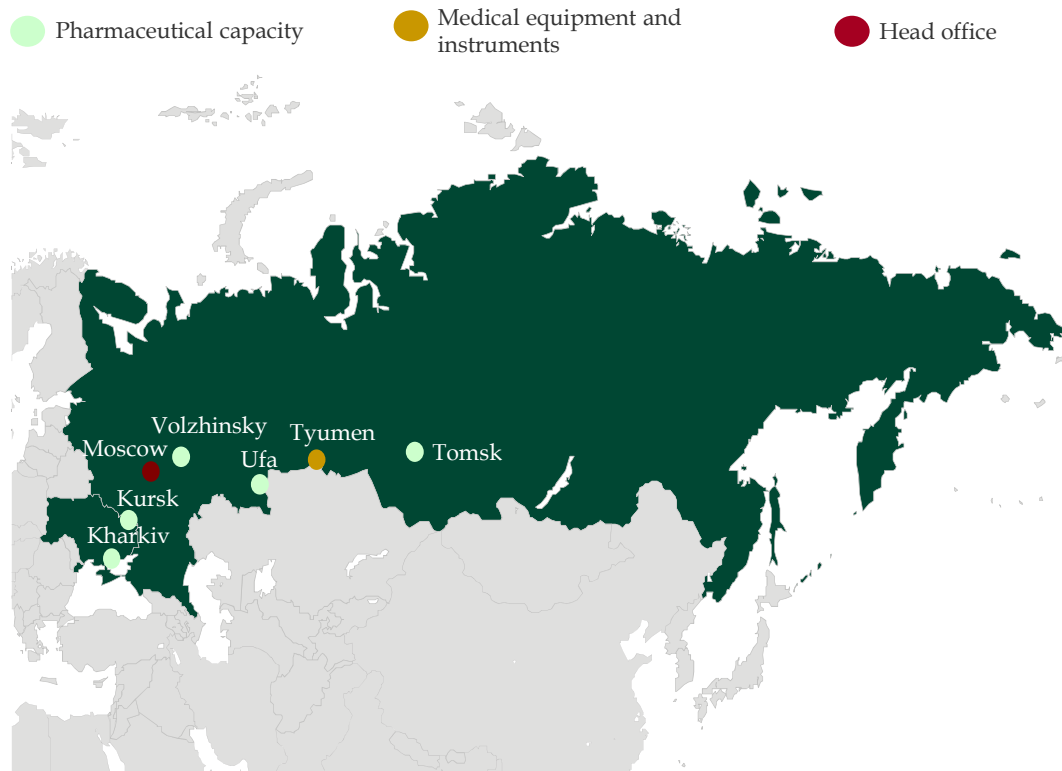 Pharmaceutical capacity
Medical equipment and
instruments
Head office
Volzhinsky
Moscow
Ufa
Tyumen
Tomsk
Kursk
Kharkiv